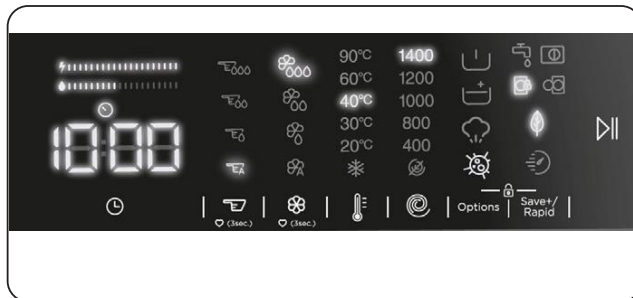 90°C
60°C
40°C
30°C
20°C
1400
1200
1000
800
400
10:00
A
A
(3sec.)
(3sec.)
Options
Save+/
Rapid